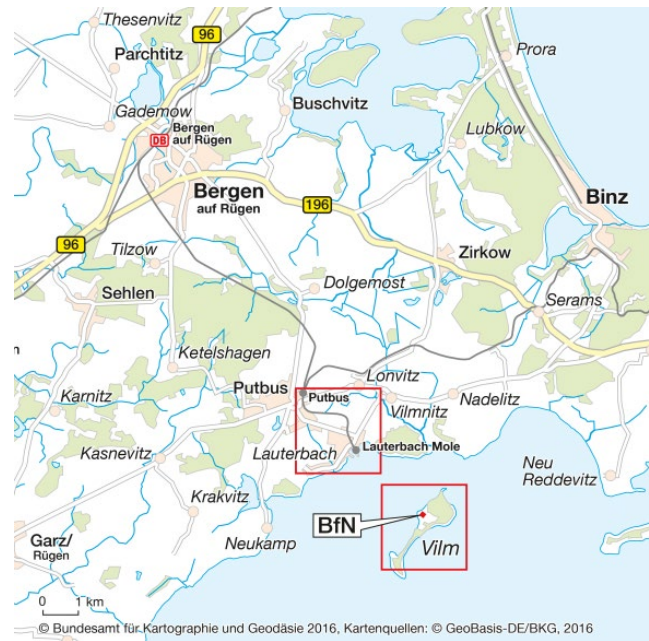 Thesenvitz
96
Parchtitz
Prora
Gademow
Buschvitz
DB
Bergen
auf Rügen
Lubkow
Bergen
auf Rügen
196
Binz
96
Tilzow
Zirkow
Sehlen
Dolgemost
Serams
Ketelshagen
Karnitz
Putbus
Putbus
Lonvitz
Vilmnitz
Nadelitz
Kasnevitz
Lauterbach
Lauterbach Mole
Neu
Reddevitz
Krakvitz
BfN
Vilm
Neukamp
Garz/
Rügen
0 1 km
© Bundesamt für Kartographie und Geodäsie 2016, Kartenquellen: © GeoBasis-DE/BKG, 2016